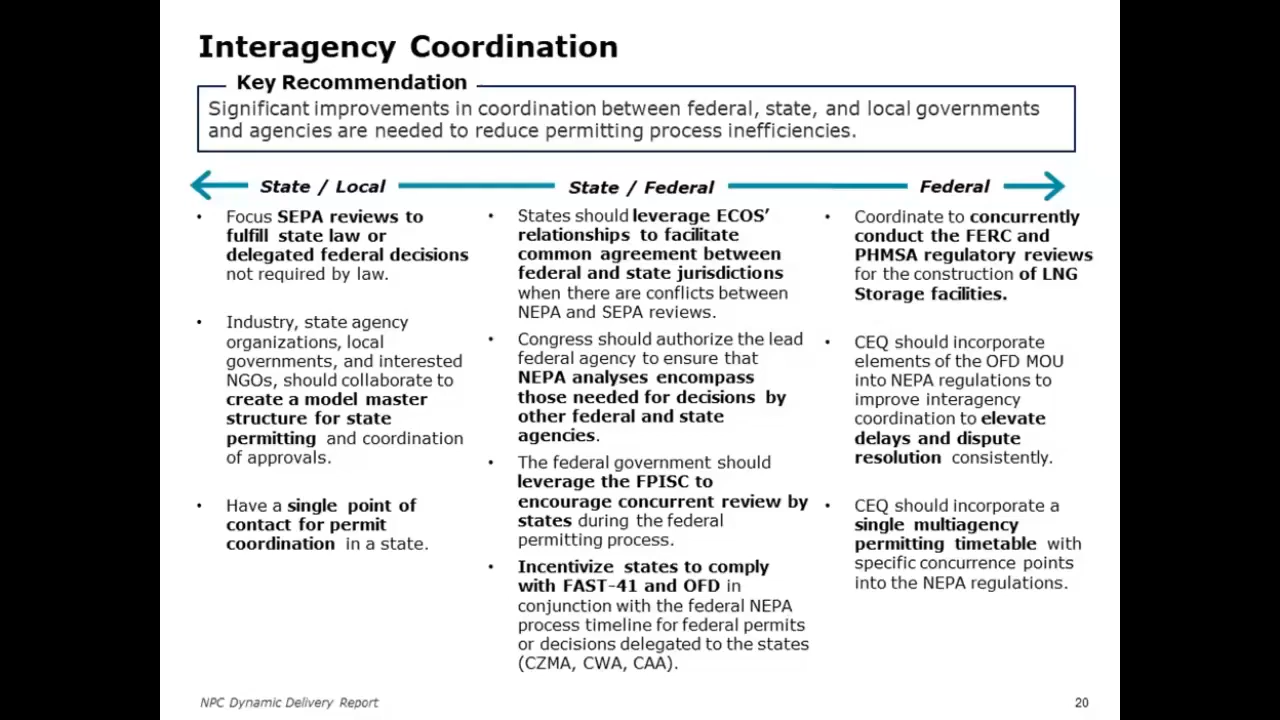 Interagency Coordination
Key Recommendation
Significant improvements in coordination between federal, state, and local governments
and agencies are needed to reduce permitting process inefficiencies.
State / Local
State / Federal
Federal
• Focus SEPA reviews to
fulfill state law or
delegated federal decisions
not required by law.
• Industry, state agency
organizations, local
governments, and interested
NGOs, should collaborate to
create a model master
structure for state
permitting and coordination
of approvals.
• Have a single point of
contact for permit
coordination in a state.
• States should leverage ECOS’
relationships to facilitate
common agreement between
federal and state jurisdictions
when there are conflicts between
NEPA and SEPA reviews.
• Congress should authorize the lead
federal agency to ensure that
NEPA analyses encompass
those needed for decisions by
other federal and state
agencies.
• The federal government should
leverage the FPISC to
encourage concurrent review by
states during the federal
permitting process.
• Incentivize states to comply
with FAST-41 and OFD in
conjunction with the federal NEPA
process timeline for federal permits
or decisions delegated to the states
(CZMA, CWA, CAA).
• Coordinate to concurrently
conduct the FERC and
PHMSA regulatory reviews
for the construction of LNG
Storage facilities.
• CEQ should incorporate
elements of the OFD MOU
into NEPA regulations to
improve interagency
coordination to elevate
delays and dispute
resolution consistently.
• CEQ should incorporate a
single multiagency
permitting timetable with
specific concurrence points
into the NEPA regulations.
NPC Dynamic Delivery Report
20